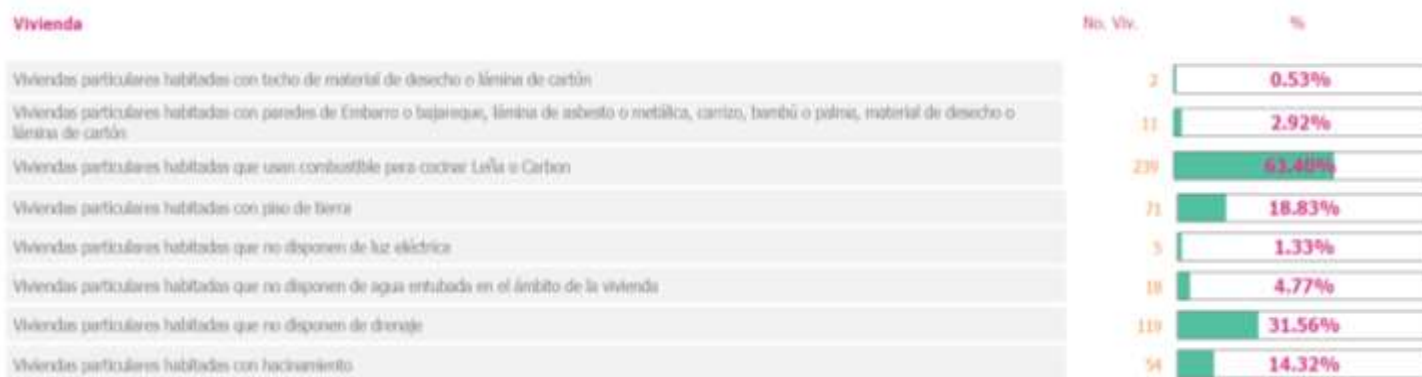 Vivienda No. Viv. %
Viviendas particulares habitadas con techo de material de desecho o lámina de cartón 2 0.53%
Viviendas particulares habitadas con paredes de Embarro o bajareque, lámina de asbesto o metálica, carrizo, bambú o palma, material de desecho o
lámina de cartón 11 2.92%
Viviendas particulares habitadas que usan combustible para cocinar Leña o Carbon 239 63.40%
Viviendas particulares habitadas con piso de tierra 71 18.83%
Viviendas particulares habitadas que no disponen de luz eléctrica 5 1.33%
Viviendas particulares habitadas que no disponen de agua entubada en el ámbito de la vivienda 18 4.77%
Viviendas particulares habitadas que no disponen de drenaje 119 31.56%
Viviendas particulares habitadas con hacinamiento 54 14.32%